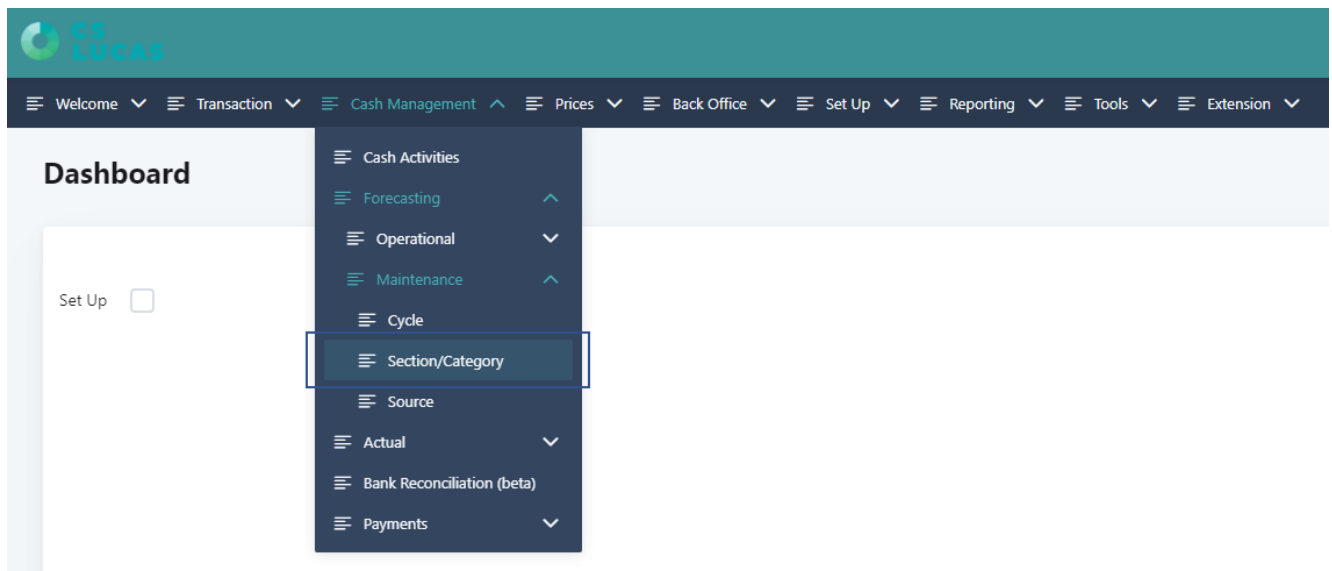 CS
LUCAS
Welcome Transaction Cash Management Prices Back Office Set Up Reporting Tools Extension
Dashboard
Cash Activities
Forecasting
Operational
Maintenance
Set Up
Cycle
Section/Category
Source
Actual
Bank Reconciliation (beta)
Payments